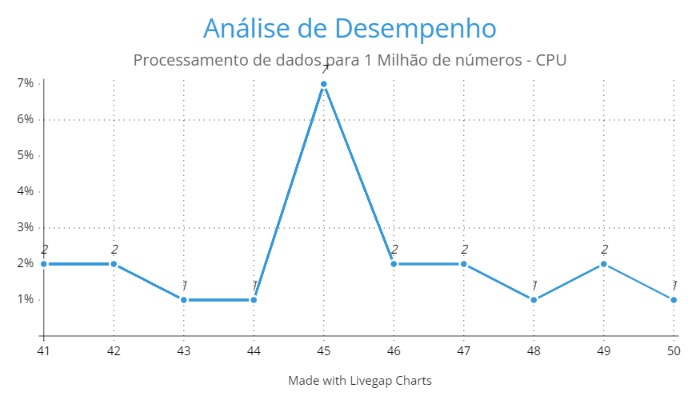 Análise de Desempenho
Processamento de dados para 1 Milhão de números - CPU
7
7%
6%
5%
4%
3%
2 2 2 2 2
2%
1 1 1 1
1%
41 42 43 44 45 46 47 48 49 50
Made with Livegap Charts